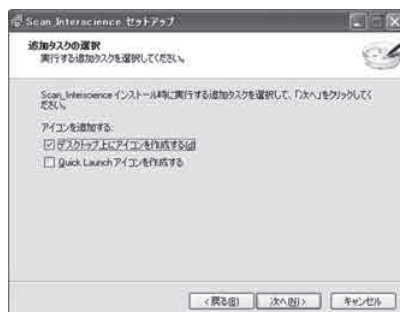 Scan_Interscience セットアップ
追加タスクの選択
実行する追加タスクを選択してください。
Scan_Interscience インストール時に実行する追加タスクを選択して、「次へ」をクリックしてください。
アイコンを追加する:
デスクトップ上にアイコンを作成する(d)
Quick Launch アイコンを作成する
< 戻る(B)
次へ(N) >
キャンセル